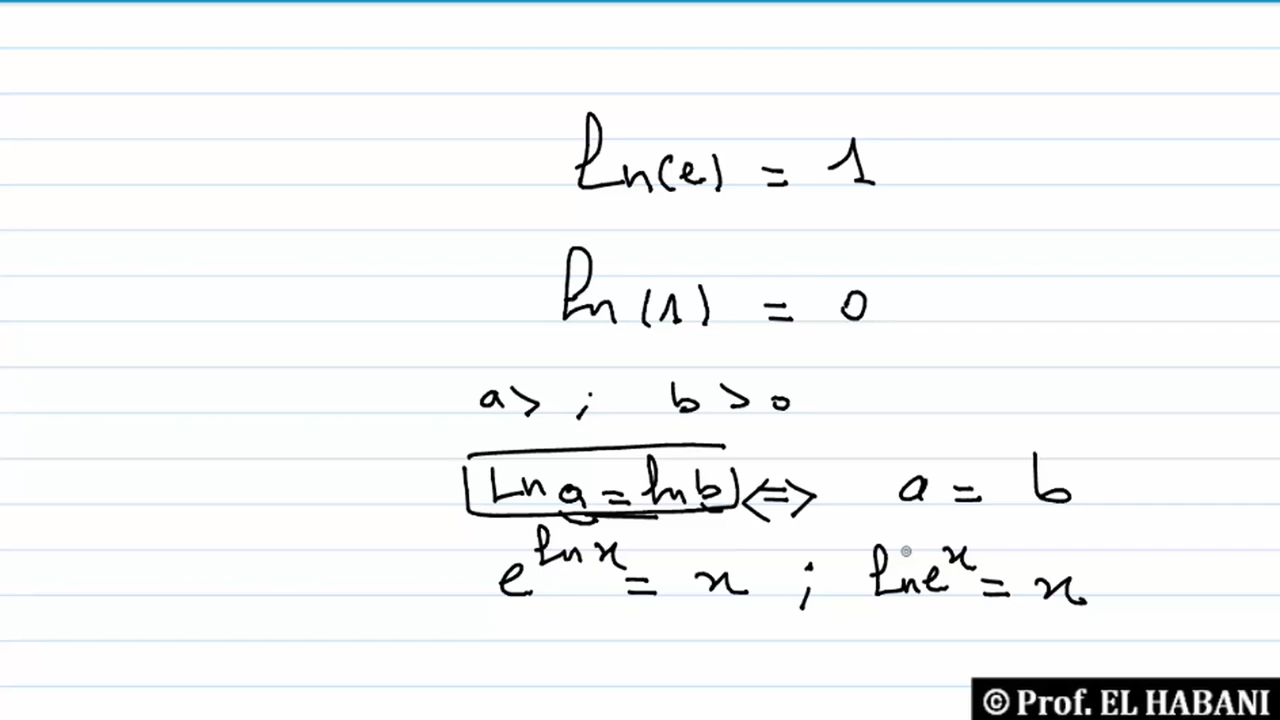 ln(e) = 1
ln(1) = 0
a> ; b>0
Ln a = ln b <=> a = b
e^ln x = x ; ln e^x = x
© Prof. EL HABANI